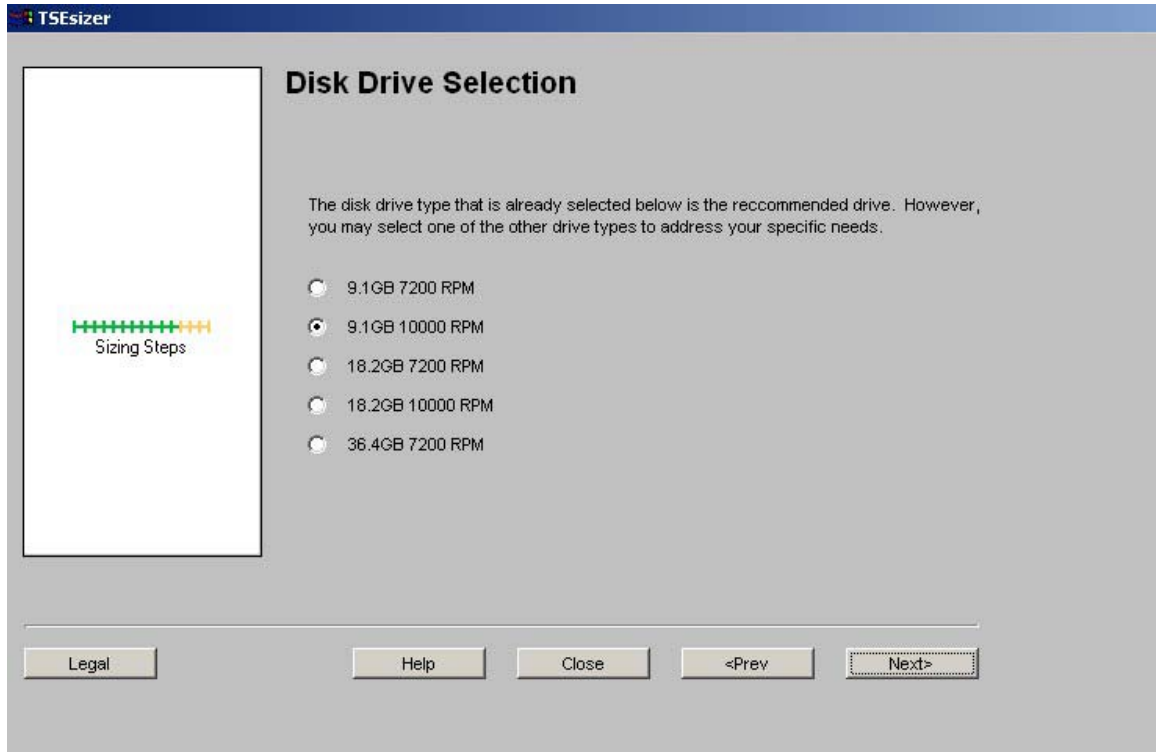 TSEsizer
Disk Drive Selection
The disk drive type that is already selected below is the reccommended drive.  However,
you may select one of the other drive types to address your specific needs.
9.1GB 7200 RPM
9.1GB 10000 RPM
18.2GB 7200 RPM
18.2GB 10000 RPM
36.4GB 7200 RPM
Sizing Steps
Legal
Help
Close
<Prev
Next>